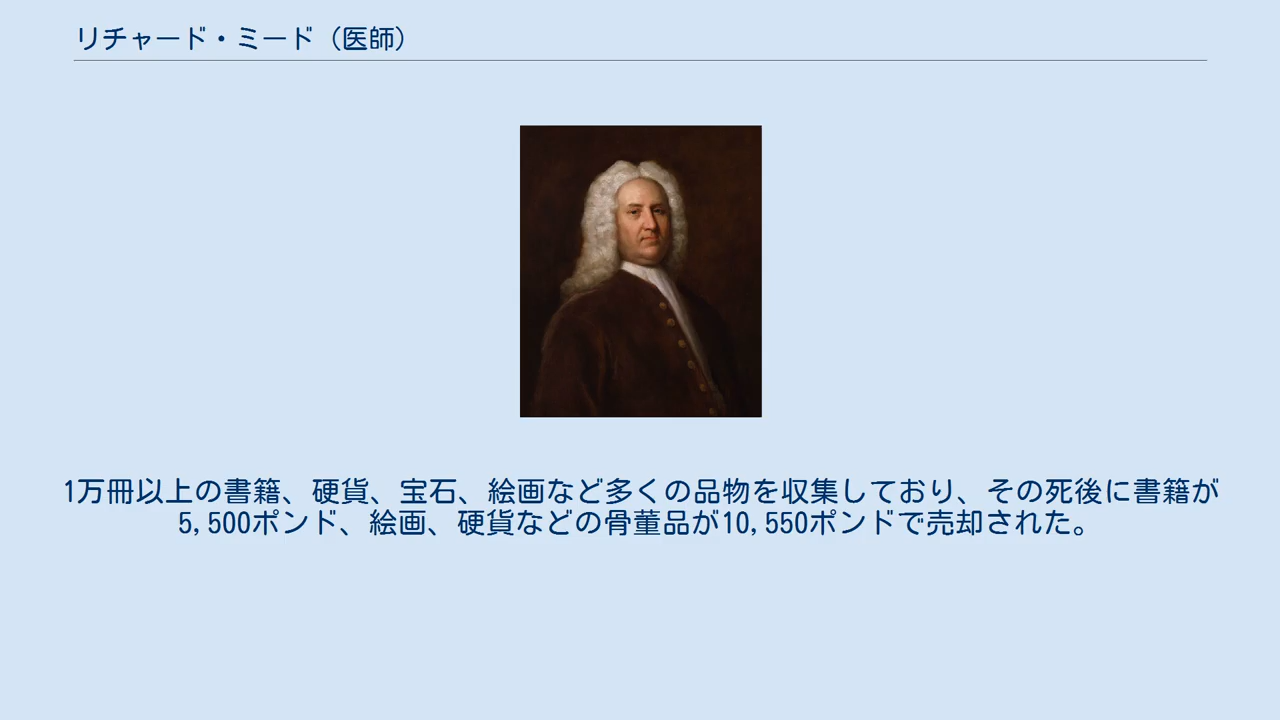 リチャード・ミード（医師）
1万冊以上の書籍、硬貨、宝石、絵画など多くの品物を収集しており、その死後に書籍が
5,500ポンド、絵画、硬貨などの骨董品が10,550ポンドで売却された。